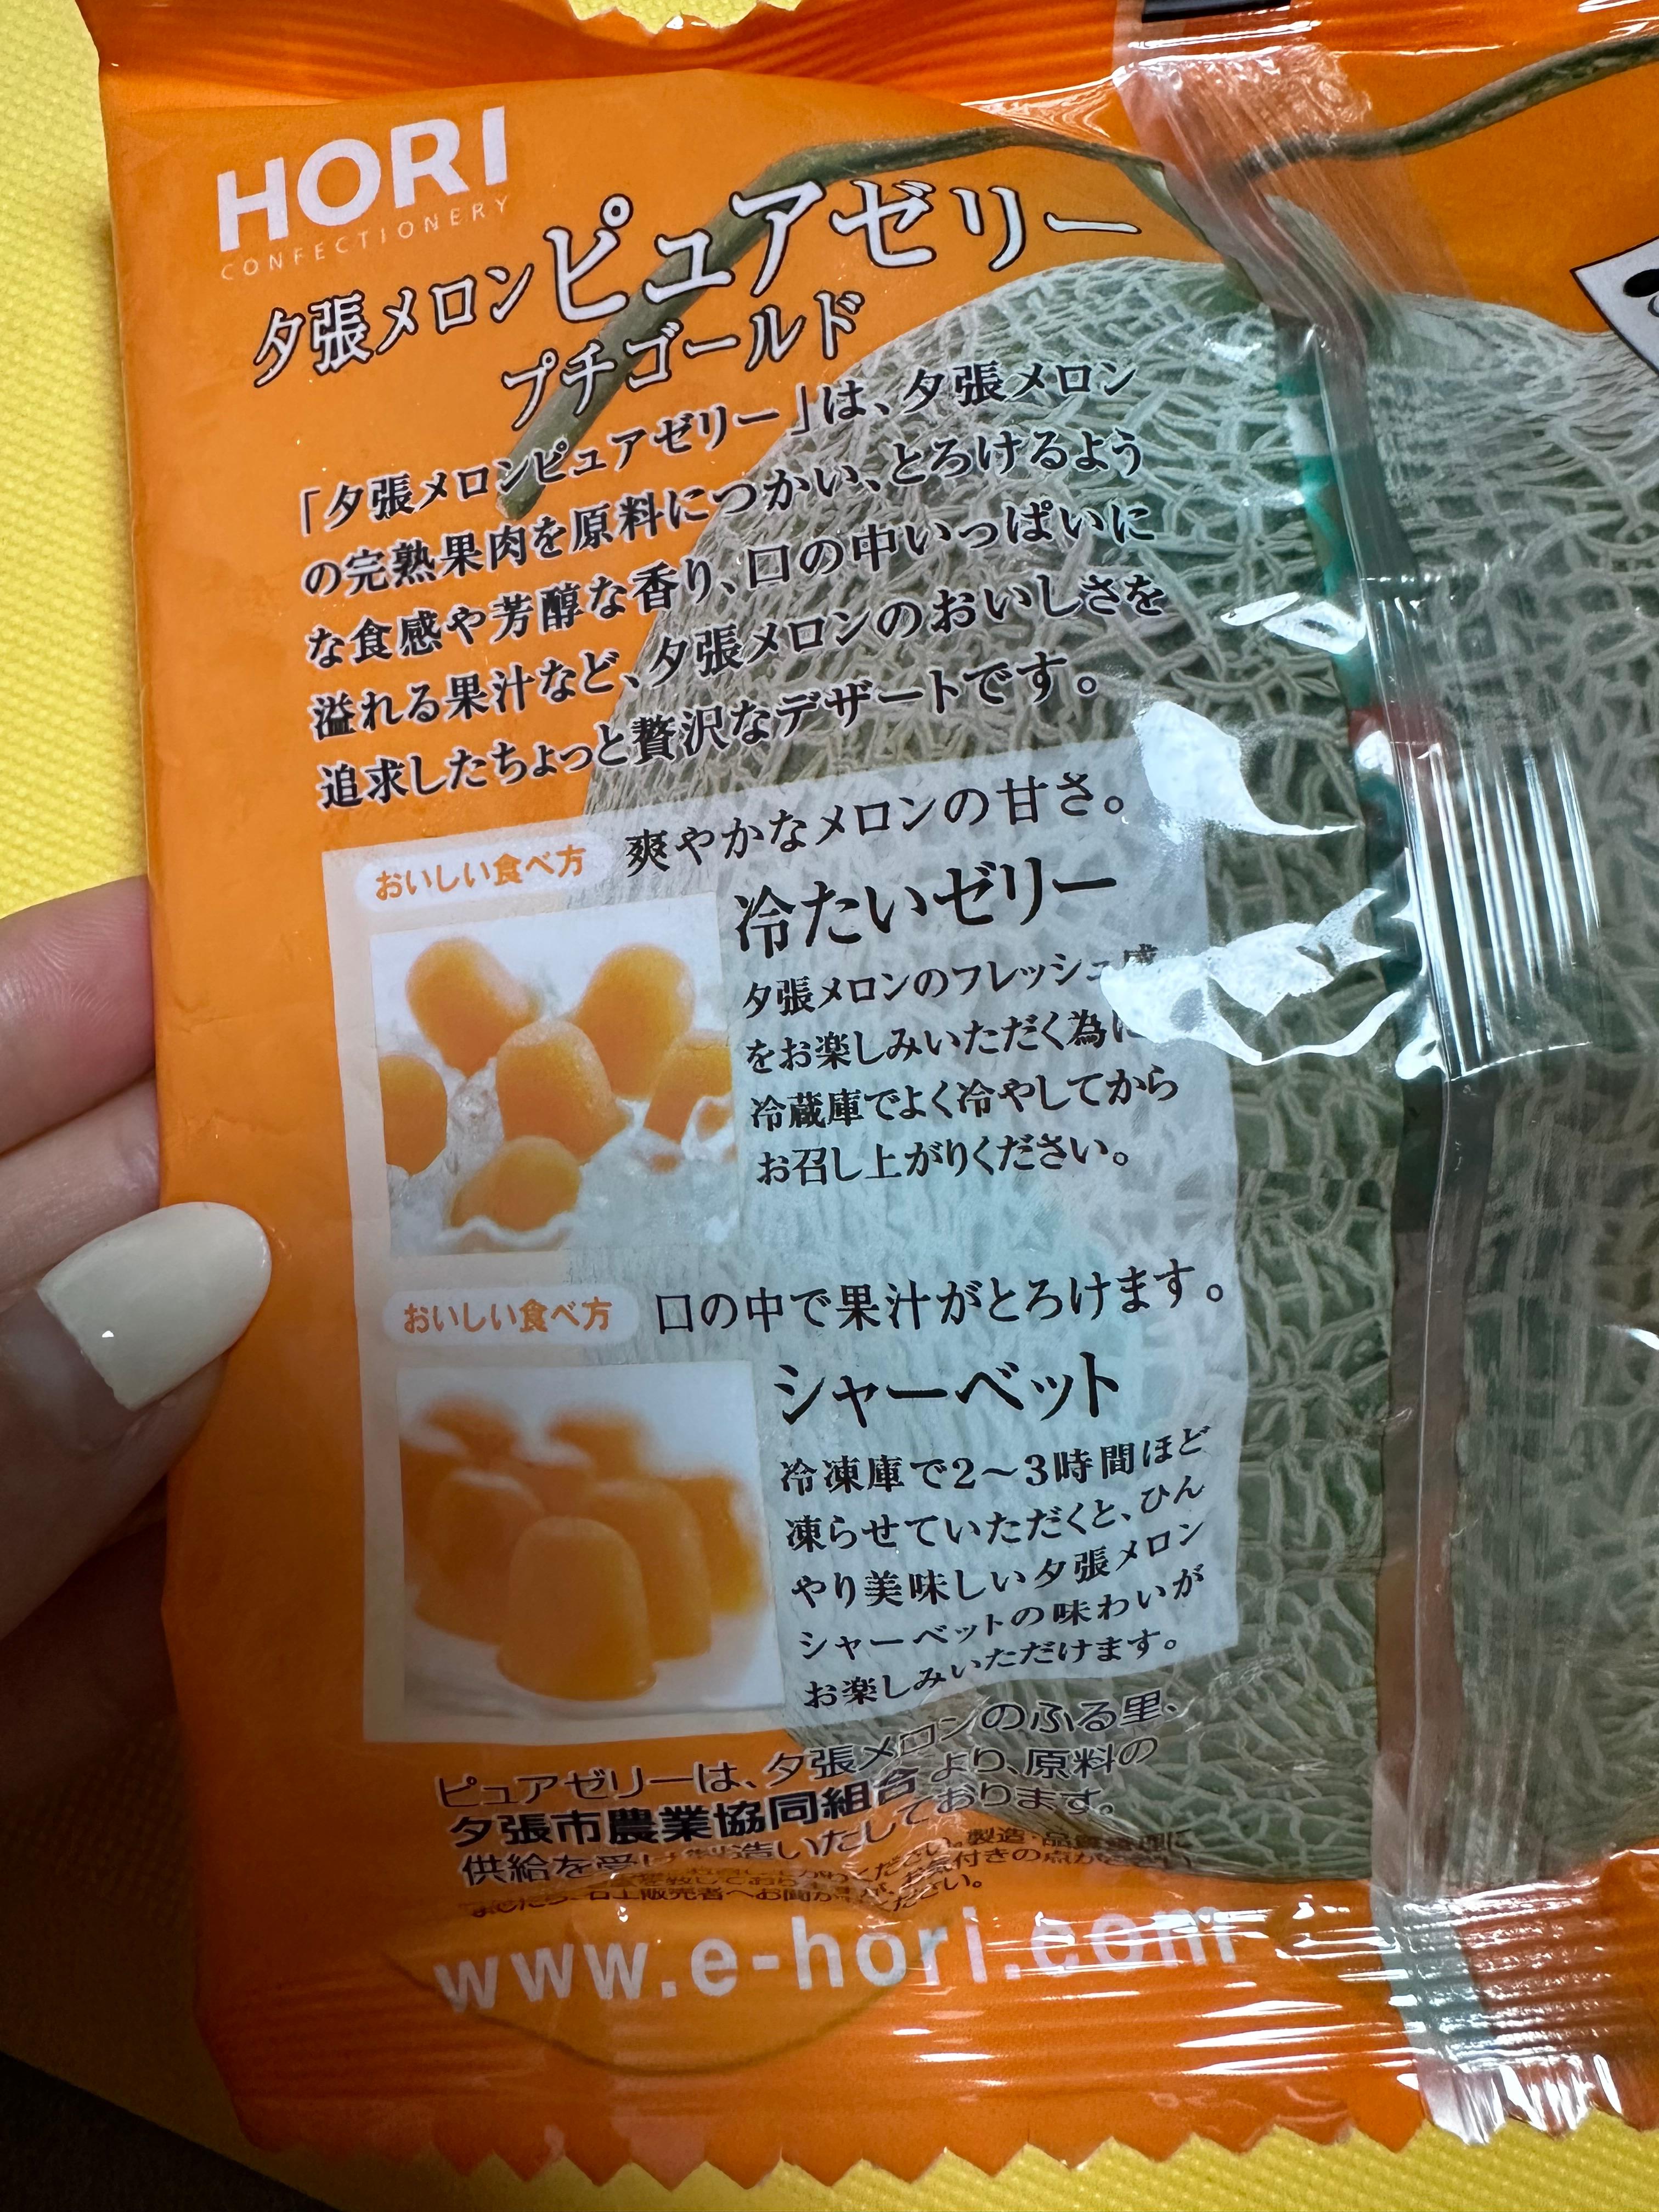 HORI
CONFECTIONERY
夕張メロンピュアゼリー
プチゴールド
「夕張メロンピュアゼリー」は、夕張メロン
の完熟果肉を原料につかい、とろけるよう
な食感や芳醇な香り、口の中いっぱいに
溢れる果汁など、夕張メロンのおいしさを
追求したちょっと贅沢なデザートです。
おいしい食べ方
爽やかなメロンの甘さ。
冷たいゼリー
夕張メロンのフレッシュ感
をお楽しみいただく為に
冷蔵庫でよく冷やしてから
お召し上がりください。
おいしい食べ方
口の中で果汁がとろけます。
シャーベット
冷凍庫で2〜3時間ほど
凍らせていただくと、ひん
やり美味しい夕張メロン
シャーベットの味わいが
お楽しみいただけます。
ピュアゼリーは、夕張メロンのふる里、
夕張市農業協同組合より、原料の
供給を受け製造いたしております。
www.e-hori.com